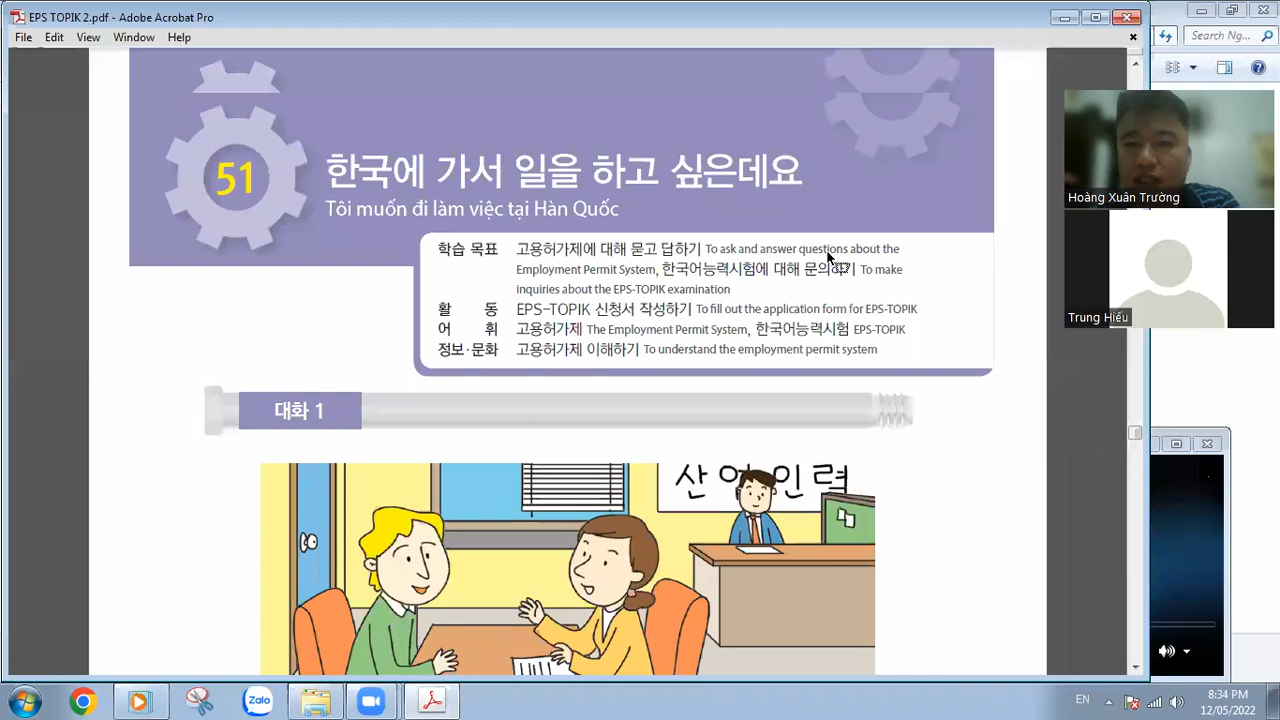 EPS TOPIK 2.pdf - Adobe Acrobat Pro
File Edit View Window Help
Search Ng...
51
한국에 가서 일을 하고 싶은데요
Tôi muốn đi làm việc tại Hàn Quốc
학습 목표 고용허가제에 대해 묻고 답하기 To ask and answer questions about the
Employment Permit System, 한국어능력시험에 대해 To make
inquiries about the EPS-TOPIK examination
활 동 EPS-TOPIK 신청서 작성하기 To fill out the application form for EPS-TOPIK
어 휘 고용허가제 The Employment Permit System, 한국어능력시험 EPS-TOPIK
정보·문화 고용허가제 이해하기 To understand the employment permit system
대화 1
Hoàng Xuân Trường
Trung Hiếu
Zalo
EN
8:34 PM
12/05/2022